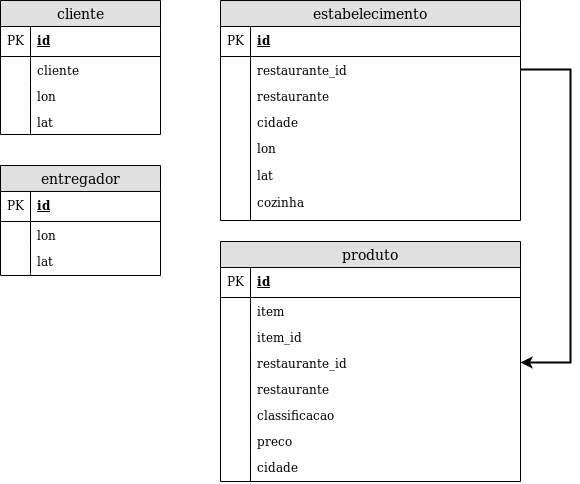 cliente
PK id
cliente
lon
lat
entregador
PK id
lon
lat
estabelecimento
PK id
restaurante_id
restaurante
cidade
lon
lat
cozinha
produto
PK id
item
item_id
restaurante_id
restaurante
classificacao
preco
cidade